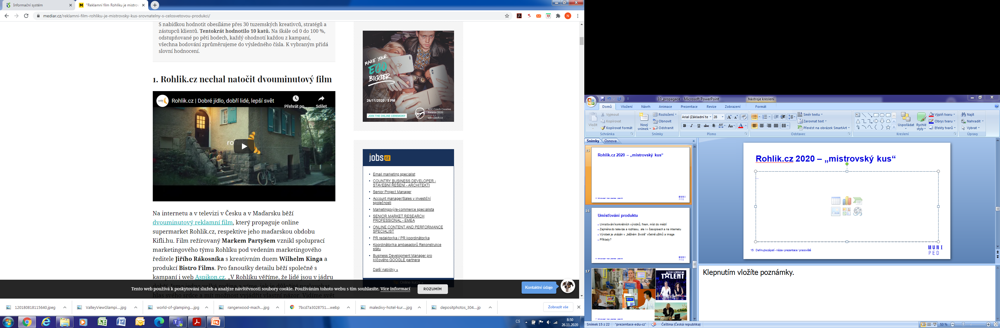 Informační systém
"Reklamní film Rohlíku je mistrov
mediar.cz/reklamni-film-rohliku-je-mistrovsky-kus-srovnatelny-s-celosvetovou-produkci/
S nabídkou hodnotit obesíláme přes 30 tuzemských kreativců, stratégů a
zástupců klientů. Tentokrát hodnotilo 10 katů. Na škále od 0 do 100 %,
odstupňované po pěti bodech, každý ohodnotí každou z kampaní,
všechna bodování zprůměrujeme do výsledného čísla. K vybraným přidá
slovní hodnocení.
1. Rohlik.cz nechal natočit dvouminutový film
Rohlik.cz | Dobré jídlo, dobří lidé, lepší svět
Přehrát po...
Sdílet
Na internetu a v televizi v Česku a v Maďarsku běží
dvouminutový reklamní film, který propaguje online
supermarket Rohlik.cz, respektive jeho maďarskou obdobu
Kifli.hu. Film režírovaný Markem Partyšem vznikl spoluprací
marketingového týmu Rohlíku pod vedením marketingového
ředitele Jiřího Rákosníka s kreativním duem Wilhelm Kinga a
produkcí Bistro Films. Pro fanoušky detailu běží společně s
kampaní i web Aspikon.cz. „V Rohlíku věříme, že lidé jsou v jádru
dobří. Jsme jedna velká rodina a víme, jak je důležité poslouchat
hlas svého srdce a mít možnost vyjádřit vlastní názor. Vidíme svět
MAKE YOUR
EGO
BIGGER
26/11/2020 / 5 PM
JOIN THE ONLINE CEREMONY
ADC Czech Creative
Awards 2020
adc-czech.cz
jobs cz
Email marketing specialist
COUNTRY BUSINESS DEVELOPER -
STAVEBNÍ ŘEŠENÍ - ARCHITEKTI
Senior Project Manager
Account manager/Sales v investiční
společnosti
Marketingový/e-commerce specialista
SENIOR MARKET RESEARCH
PROFESSIONAL - EMEA
ONLINE CONTENT AND PERFORMANCE
SPECIALIST
PR redaktor/ka / PR koordinátor/ka
Koordinátor/ka ambasadorů Rekonstrukce
státu
Business Development Manager pro
klíčového GOOGLE partnera
Další nabídky »
Tip: Online kurzy »
Tento web používá k poskytování služeb a analýze návštěvnosti soubory cookie. Používáním tohoto webu s tím souhlasíte. Více informací
ROZUMÍM
Kontaktní údaje
120180818115640.jpeg
ValleyViewGlampi....jpg
world-of-glamping....jpg
rangerwood-mach....jpg
7bcd7a3028751....webp
maledivy-hotel-kur....jpg
depositphotos_304....jp
Zobrazit vše
CS
8:50
26.11.2020
10_propagace - Microsoft PowerPoint
Nástroje kreslení
Domů Vložení Návrh Animace Prezentace Revize Zobrazení Formát
Vložit
Vyjmout
Kopírovat
Kopírovat formát
Schránka
Nový
snímek
Rozložení
Obnovit
Odstranit
Snímky
Arial (Základní te
28
Písmo
Směr textu
Zarovnat text
Převést na obrázek SmartArt
Odstavec
Uspořádat
Rychlé
styly
Výplň tvaru
Obrys tvaru
Efekty tvarů
Kreslení
Najít
Nahradit
Vybrat
Úpravy
Snímky
Osnova
15
Rohlik.cz 2020 – „mistrovský kus“
MUNI
PED
16
Umisťování produktu
– Umisťování konkrétních výrobků, firem, míst do médií
– Zejména do televize a rozhlasu, ale i v časopisech a na internetu
– Výrobek je ukázán v „běžném životě“ včetně užitků a image
– Příklady?
MUNI
PED
17
ČESKO SLOVENSKO MÁ
TALENT
Rohlik.cz 2020 – „mistrovský kus“
15 Definujte zápatí - název prezentace / pracoviště
MUNI
PED
Klepnutím vložíte poznámky.
Snímek 15 z 22
"prezentace-edu-cz"
Čeština (Česká republika)
53 %